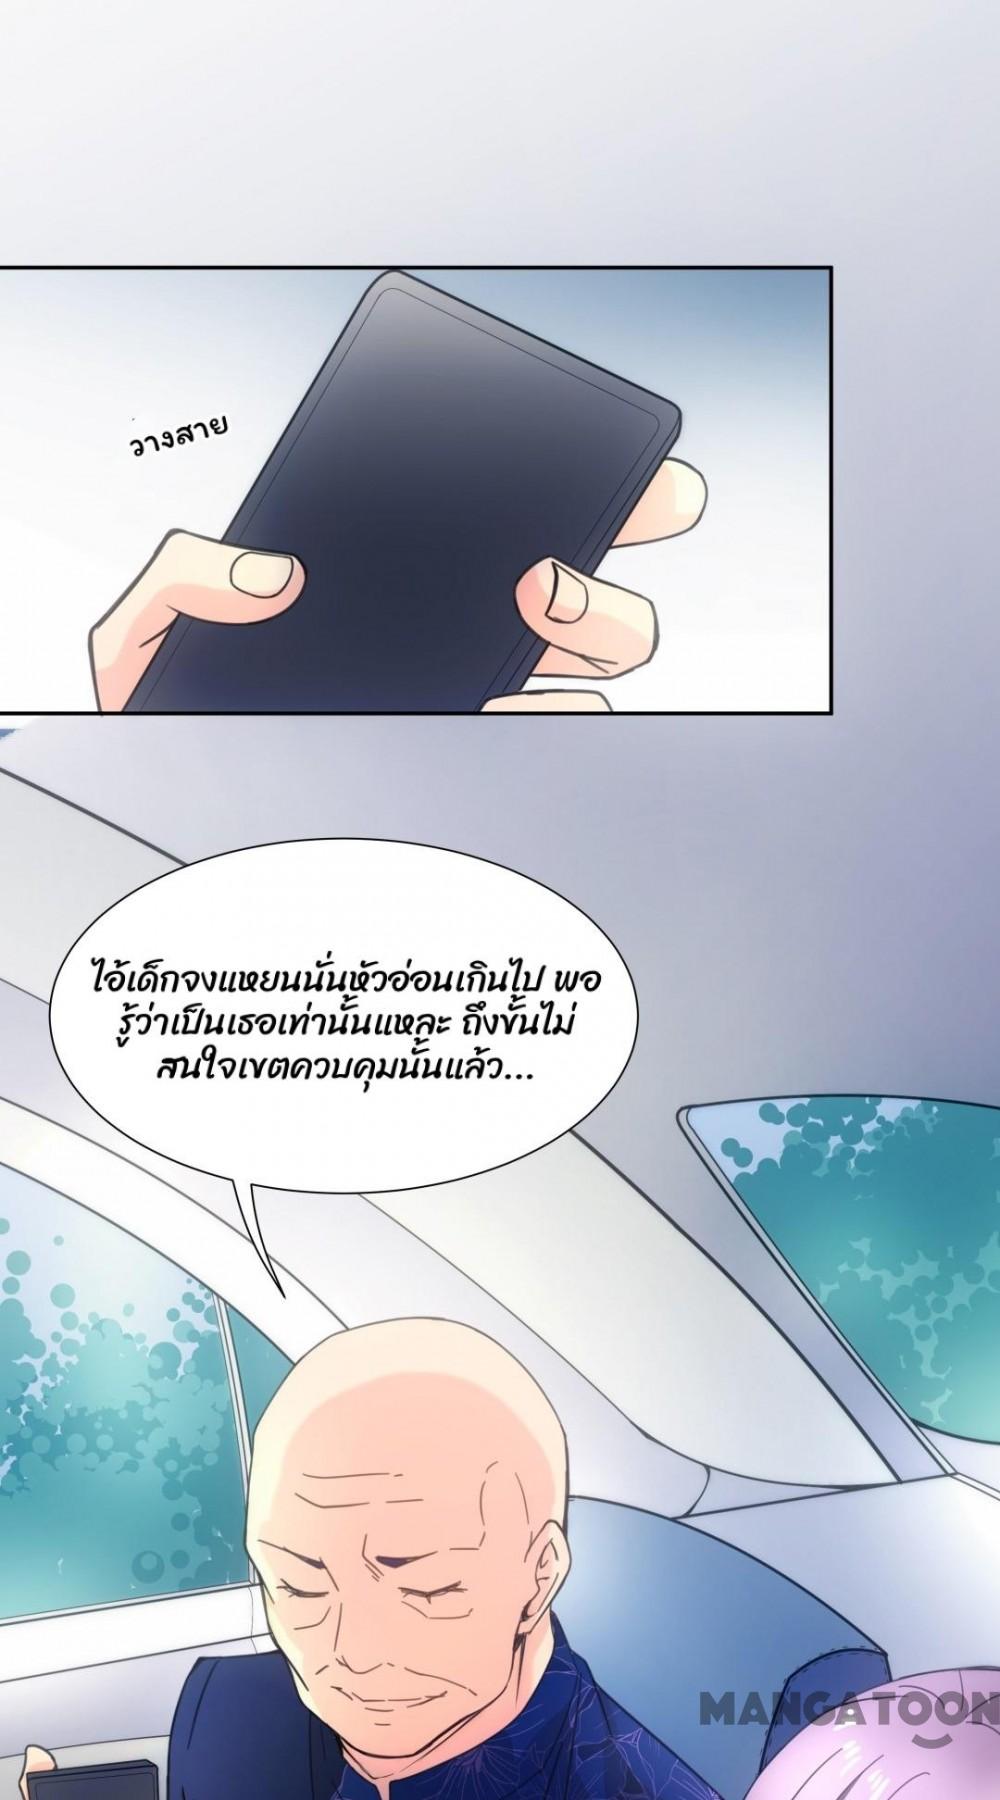 วางสาย
ไอ้เด็กจงแหยนนั่นหัวอ่อนเกินไป พอ
รู้ว่าเป็นเธอเท่านั้นแหละ ถึงขั้นไม่
สนใจเขตควบคุมนั้นแล้ว...
MANGATOON